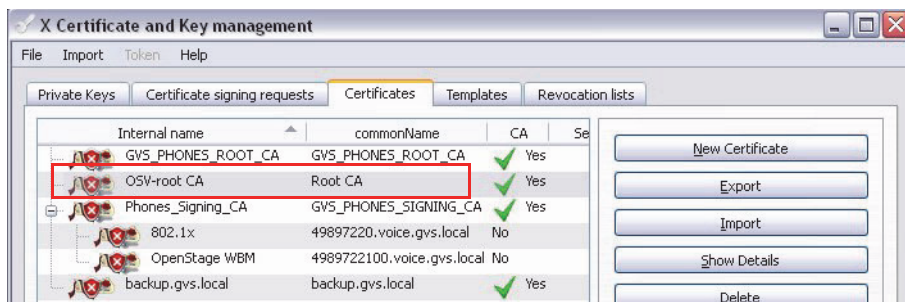 X Certificate and Key management
File Import Token Help
Private Keys Certificate signing requests Certificates Templates Revocation lists
Internal name commonName CA Se
GVS_PHONES_ROOT_CA GVS_PHONES_ROOT_CA Yes
OSV-root CA Root CA Yes
Phones_Signing_CA GVS_PHONES_SIGNING_CA Yes
802.1x 49897220.voice.gvs.local No
OpenStage WBM 4989722100.voice.gvs.local No
backup.gvs.local backup.gvs.local Yes
New Certificate
Export
Import
Show Details
Delete